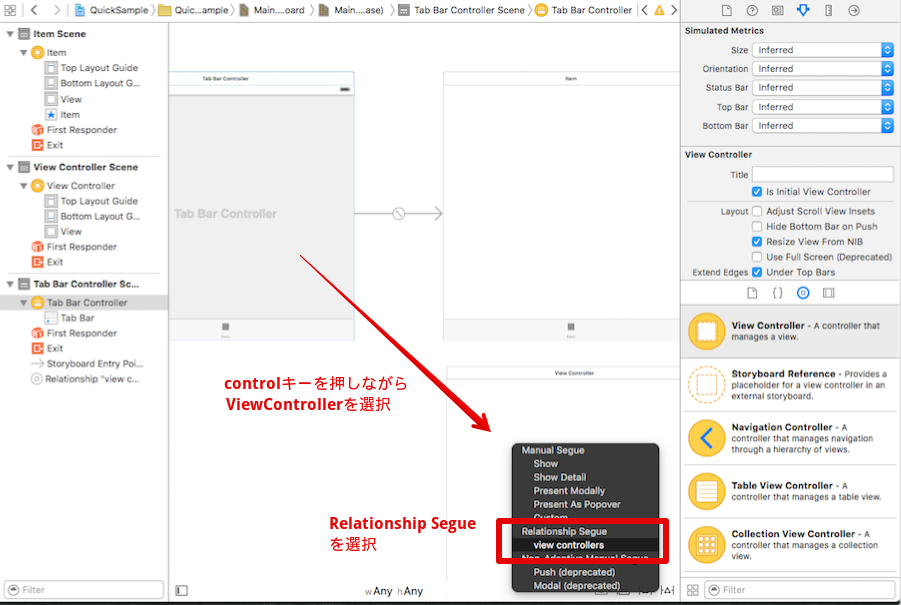 QuickSample
Quic...ample
Main....oard
Main....ase)
Tab Bar Controller Scene
Tab Bar Controller
Item Scene
Item
Top Layout Guide
Bottom Layout G...
View
Item
First Responder
Exit
View Controller Scene
View Controller
Top Layout Guide
Bottom Layout G...
View
First Responder
Exit
Tab Bar Controller Sc...
Tab Bar Controller
Tab Bar
First Responder
Exit
Storyboard Entry Poi...
Relationship "view c...
Filter
Tab Bar Controller
Item
Tab Bar Controller
Item
Item
View Controller
controlキーを押しながら
ViewControllerを選択
Relationship Segue
を選択
Manual Segue
Show
Show Detail
Present Modally
Present As Popover
Custom
Relationship Segue
view controllers
Non-Adaptive Manual Segue
Push (deprecated)
Modal (deprecated)
wAny hAny
Simulated Metrics
Size Inferred
Orientation Inferred
Status Bar Inferred
Top Bar Inferred
Bottom Bar Inferred
View Controller
Title
Is Initial View Controller
Layout Adjust Scroll View Insets
Hide Bottom Bar on Push
Resize View From NIB
Use Full Screen (Deprecated)
Extend Edges Under Top Bars
View Controller - A controller that
manages a view.
Storyboard Reference - Provides a
placeholder for a view controller in an
external storyboard.
Navigation Controller - A
controller that manages navigation
through a hierarchy of views.
Table View Controller - A
controller that manages a table view.
Collection View Controller - A
controller that manages a collection
view.
Filter